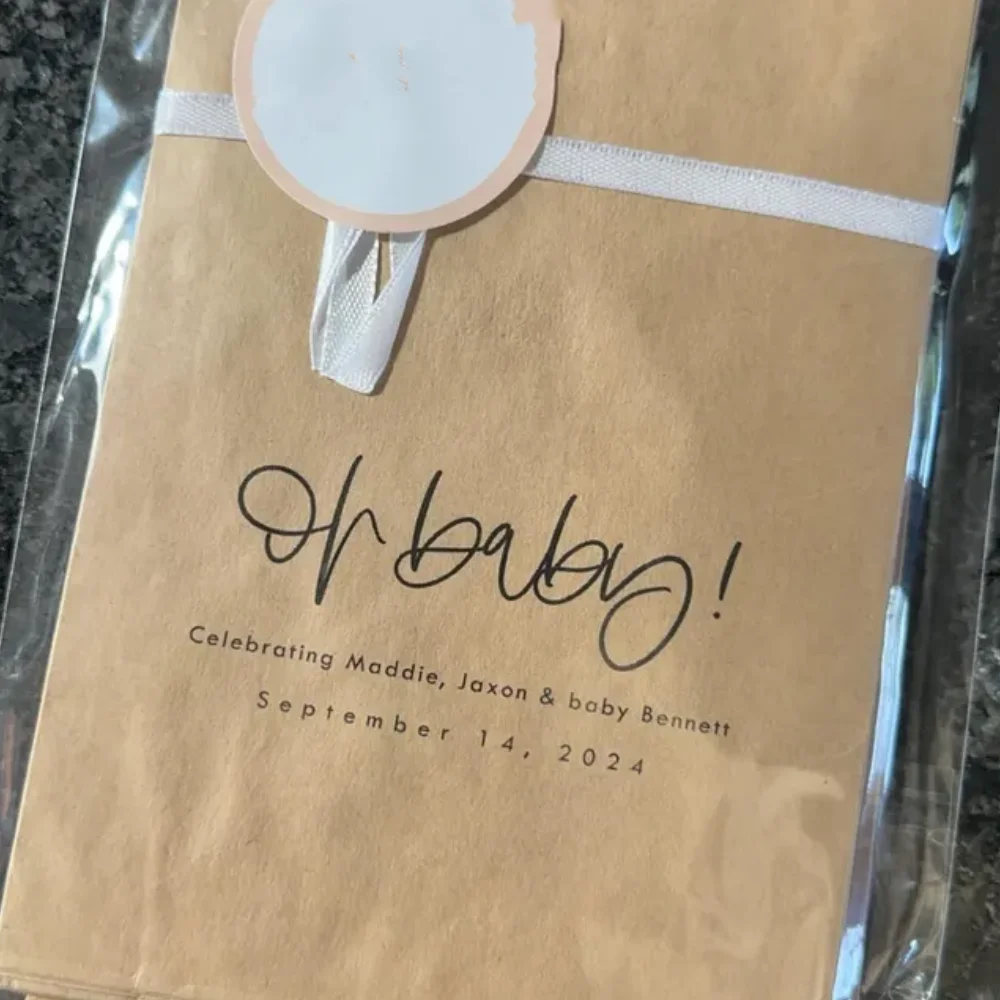 oh baby!
Celebrating Maddie, Jaxon & baby Bennett
September 14, 2024